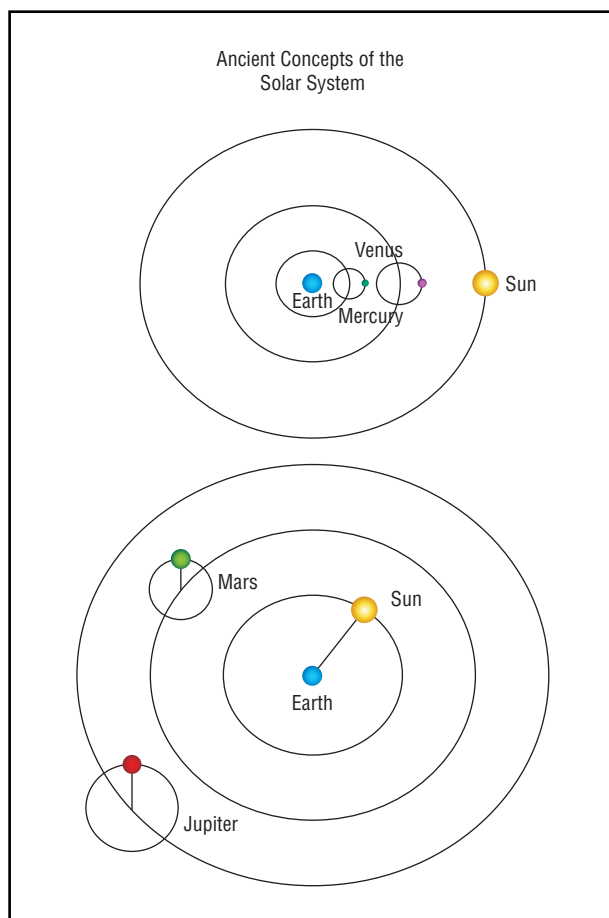 Ancient Concepts of the
Solar System
Venus
Earth
Sun
Mercury
Mars
Sun
Earth
Jupiter